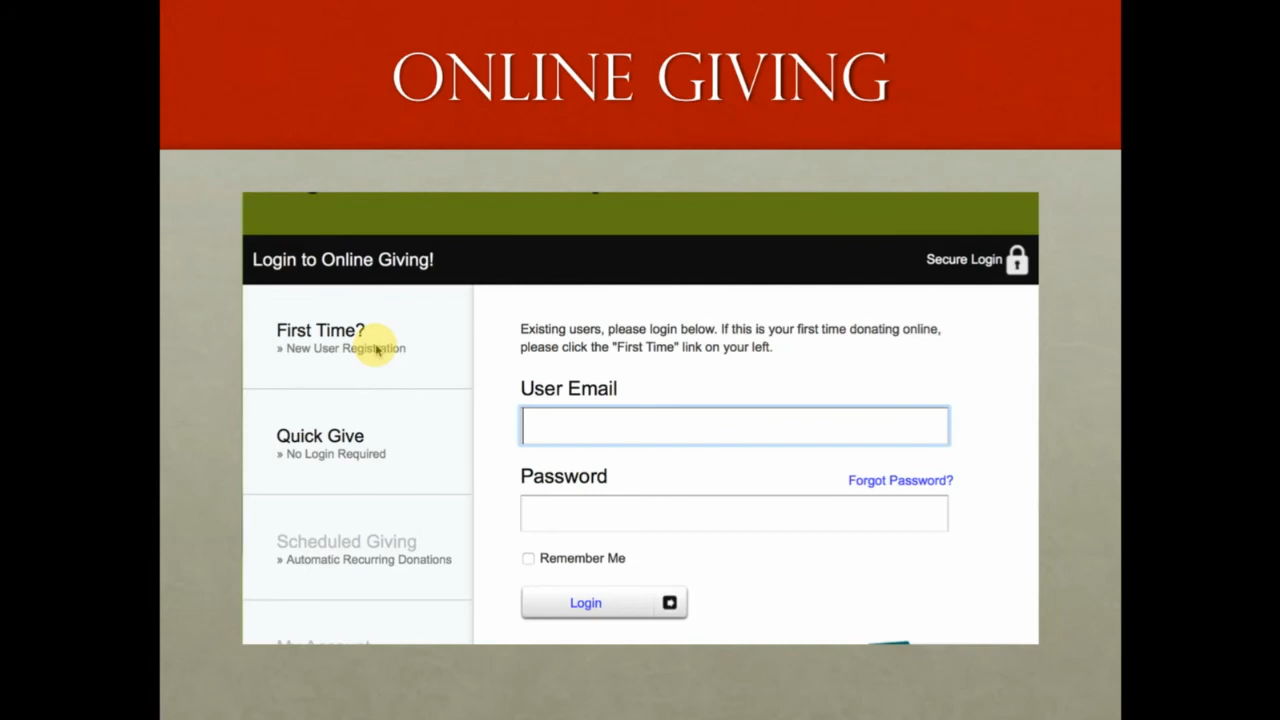 ONLINE GIVING
Login to Online Giving!
Secure Login
First Time?
» New User Registration
Quick Give
» No Login Required
Scheduled Giving
» Automatic Recurring Donations
My Account
Existing users, please login below. If this is your first time donating online,
please click the "First Time" link on your left.
User Email
Password
Forgot Password?
Remember Me
Login